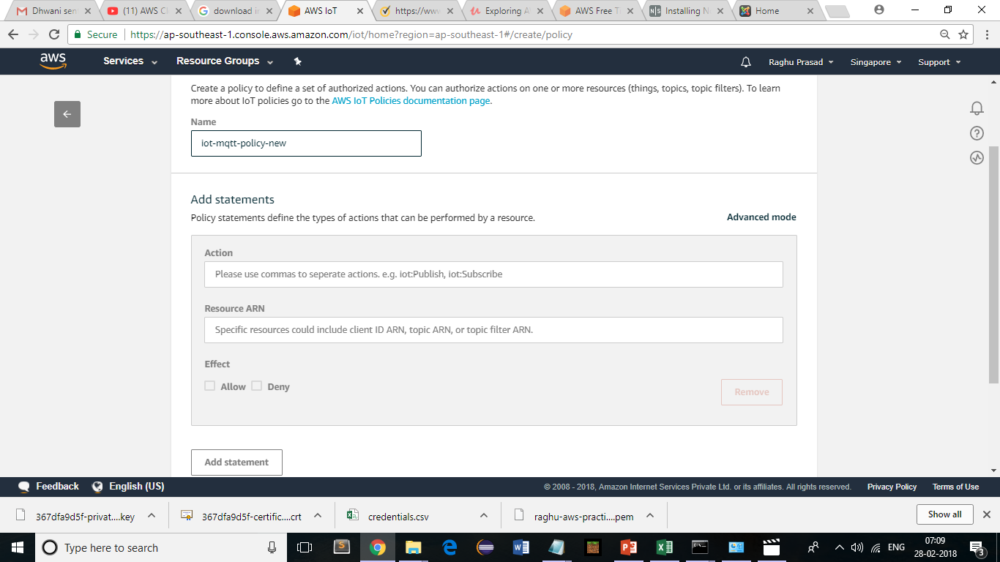 Dhwani sen
(11) AWS C
download i
AWS IoT
https://www
Exploring A
AWS Free T
Installing N
Home
Secure
https://ap-southeast-1.console.aws.amazon.com/iot/home?region=ap-southeast-1#/create/policy
aws
Services
Resource Groups
Raghu Prasad
Singapore
Support
Create a policy to define a set of authorized actions. You can authorize actions on one or more resources (things, topics, topic filters). To learn
more about IoT policies go to the AWS IoT Policies documentation page.
Name
iot-mqtt-policy-new
Add statements
Policy statements define the types of actions that can be performed by a resource.
Advanced mode
Action
Please use commas to seperate actions. e.g. iot:Publish, iot:Subscribe
Resource ARN
Specific resources could include client ID ARN, topic ARN, or topic filter ARN.
Effect
Allow
Deny
Remove
Add statement
Feedback
English (US)
© 2008 - 2018, Amazon Internet Services Private Ltd. or its affiliates. All rights reserved.
Privacy Policy
Terms of Use
367dfa9d5f-privat....key
367dfa9d5f-certific....crt
credentials.csv
raghu-aws-practi....pem
Show all
Type here to search
ENG
07:09
28-02-2018
3